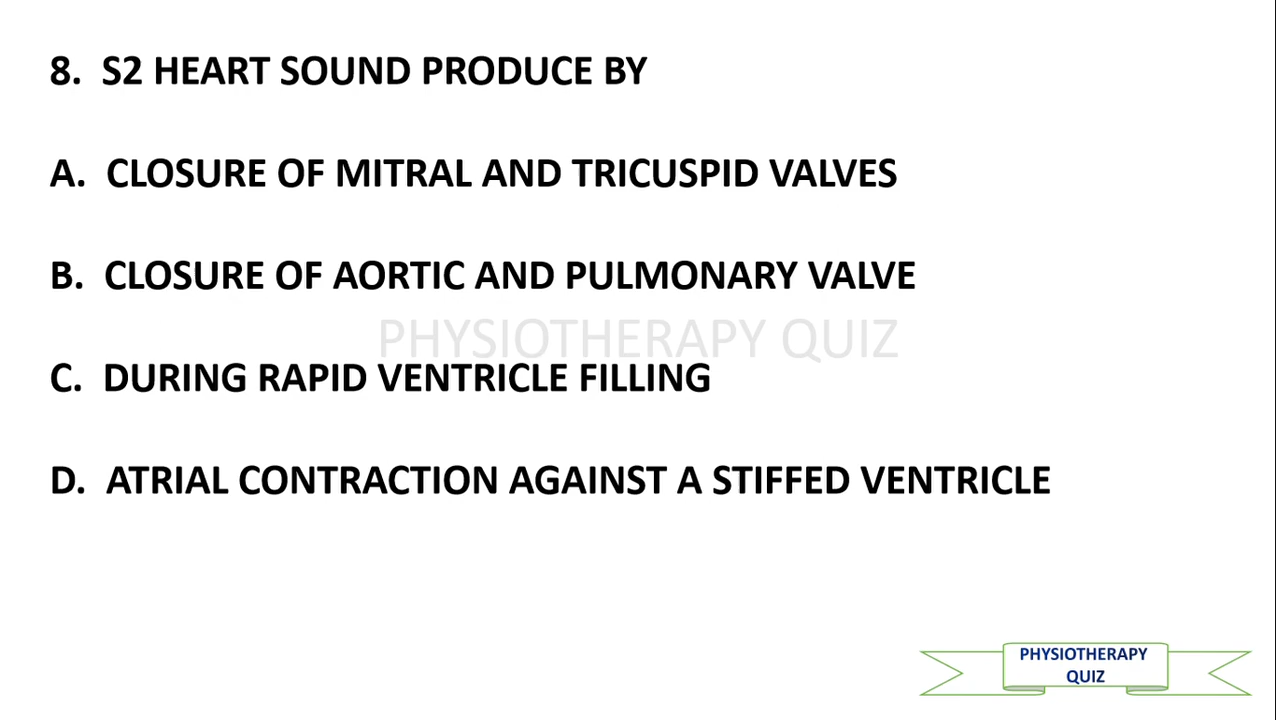 8. S2 HEART SOUND PRODUCE BY
A. CLOSURE OF MITRAL AND TRICUSPID VALVES
B. CLOSURE OF AORTIC AND PULMONARY VALVE
PHYSIOTHERAPY QUIZ
C. DURING RAPID VENTRICLE FILLING
D. ATRIAL CONTRACTION AGAINST A STIFFED VENTRICLE
PHYSIOTHERAPY
QUIZ